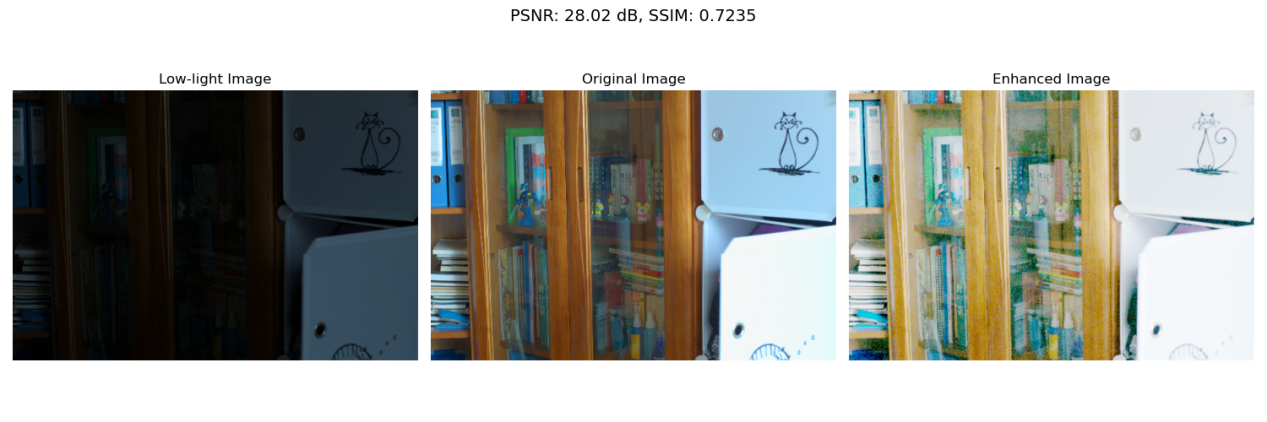 PSNR: 28.02 dB, SSIM: 0.7235
Low-light Image
Original Image
Enhanced Image